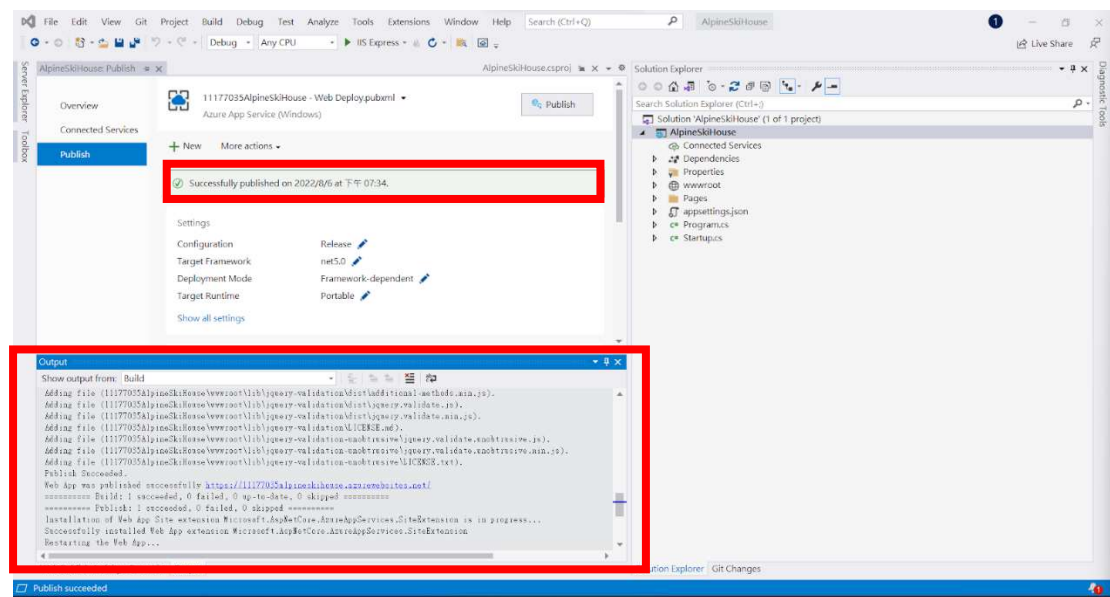 File Edit View Git Project Build Debug Test Analyze Tools Extensions Window Help Search (Ctrl+Q) AlpineSkiHouse 1
Debug Any CPU IIS Express Live Share
Server Explorer
Toolbox
AlpineSkiHouse: Publish AlpineSkiHouse.csproj
Overview
Connected Services
Publish
11177035AlpineSkiHouse - Web Deploy.pubxml
Azure App Service (Windows)
Publish
New More actions
Successfully published on 2022/8/6 at 下午 07:34.
Settings
Configuration Release
Target Framework net5.0
Deployment Mode Framework-dependent
Target Runtime Portable
Show all settings
Output
Show output from: Build
Adding file (11177035AlpineSkiHouse\wwwroot\lib\jquery-validation\dist\additional-methods.min.js).
Adding file (11177035AlpineSkiHouse\wwwroot\lib\jquery-validation\dist\jquery.validate.js).
Adding file (11177035AlpineSkiHouse\wwwroot\lib\jquery-validation\dist\jquery.validate.min.js).
Adding file (11177035AlpineSkiHouse\wwwroot\lib\jquery-validation\LICENSE.md).
Adding file (11177035AlpineSkiHouse\wwwroot\lib\jquery-validation-unobtrusive\jquery.validate.unobtrusive.js).
Adding file (11177035AlpineSkiHouse\wwwroot\lib\jquery-validation-unobtrusive\jquery.validate.unobtrusive.min.js).
Adding file (11177035AlpineSkiHouse\wwwroot\lib\jquery-validation-unobtrusive\LICENSE.txt).
Publish Succeeded.
Web App was published successfully https://11177035alpineskihouse.azurewebsites.net/
========== Build: 1 succeeded, 0 failed, 0 up-to-date, 0 skipped ==========
========== Publish: 1 succeeded, 0 failed, 0 skipped ==========
Installation of Web App Site extension Microsoft.AspNetCore.AzureAppServices.SiteExtension is in progress...
Successfully installed Web App extension Microsoft.AspNetCore.AzureAppServices.SiteExtension
Restarting the Web App...
Solution Explorer
Search Solution Explorer (Ctrl+;)
Solution 'AlpineSkiHouse' (1 of 1 project)
AlpineSkiHouse
Connected Services
Dependencies
Properties
wwwroot
Pages
appsettings.json
C# Program.cs
C# Startup.cs
Solution Explorer Git Changes
Diagnostic Tools
Publish succeeded
1